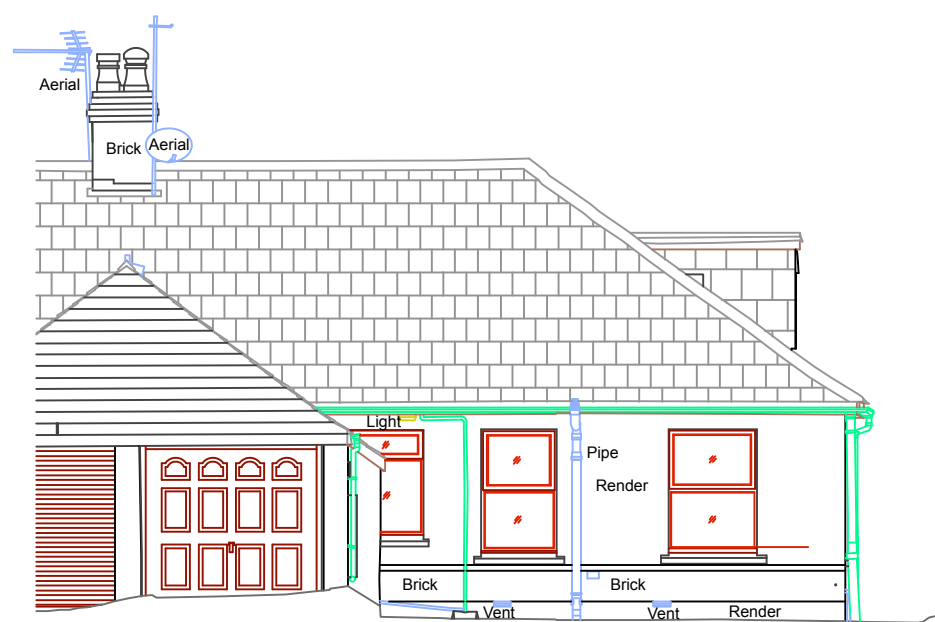 Aerial
Brick
Aerial
Light
Pipe
Render
Brick
Brick
Vent
Vent
Render